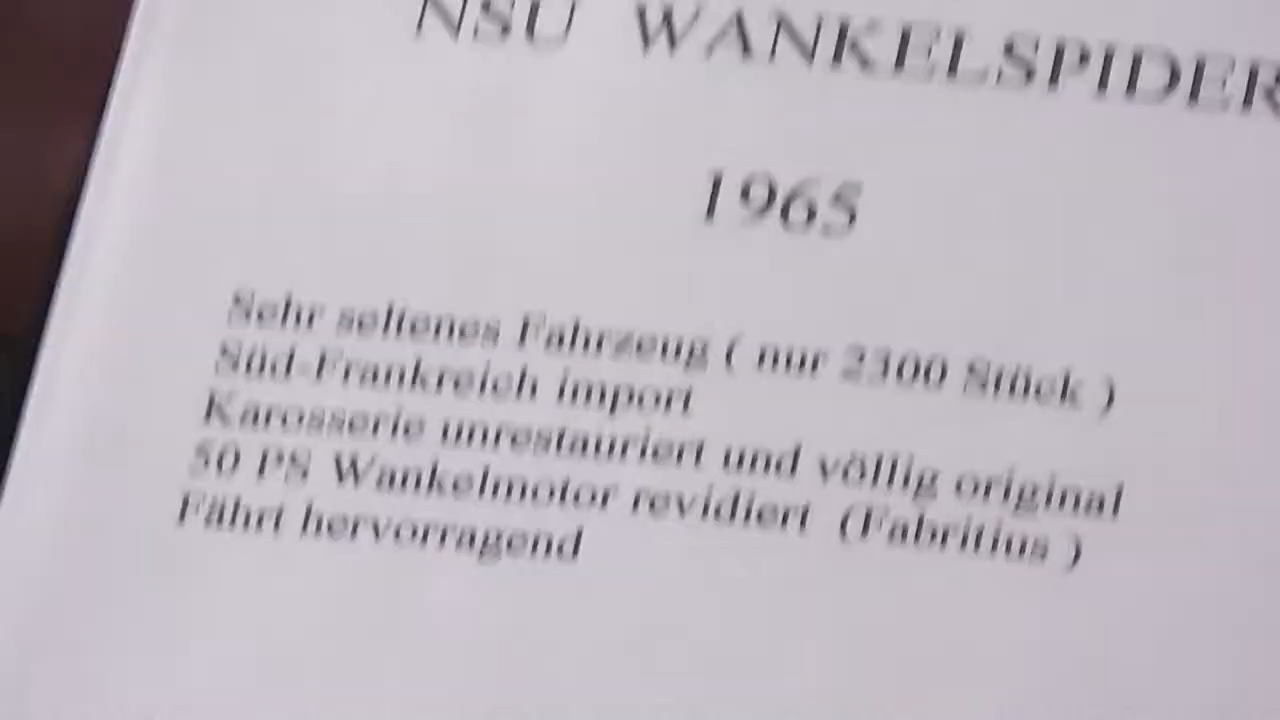 NSU WANKELSPIDER
1965
Sehr seltenes Fahrzeug ( nur 2300 Stück )
Süd-Frankreich import
Karosserie unrestauriert und völlig original
50 PS Wankelmotor revidiert (Fabritius )
Fährt hervorragend